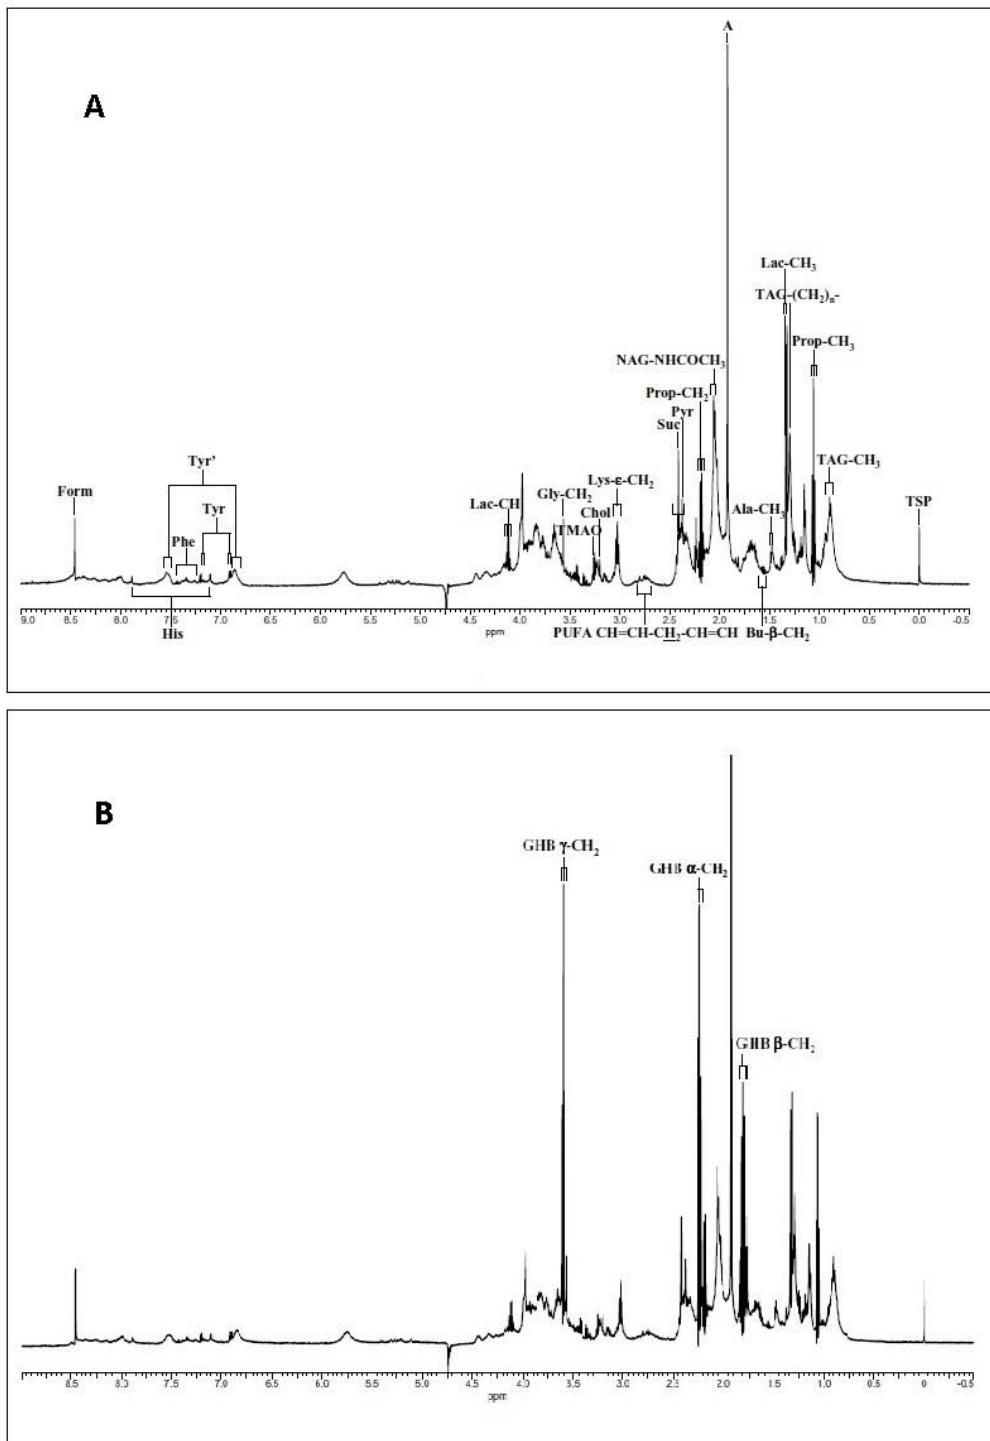 A
A
Lac-CH₃
TAG-(CH₂)ₙ-
Prop-CH₃
NAG-NHCOCH₃
Prop-CH₂
Pyr
Suc
Tyr’
TAG-CH₃
Form
Lys-ε-CH₂
Gly-CH₂
Lac-CH
Tyr
Chol
Ala-CH₃
TSP
TMAO
Phe
9.0 8.5 8.0 7.5 7.0 6.5 6.0 5.5 5.0 4.5 4.0 3.5 3.0 2.5 2.0 1.5 1.0 0.5 0.0 -0.5
ppm
His
PUFA CH=CH-CH₂-CH=CH Bu-β-CH₂
B
GHB γ-CH₂
GHB α-CH₂
GHB β-CH₂
8.5 8.0 7.5 7.0 6.5 6.0 5.5 5.0 4.5 4.0 3.5 3.0 2.5 2.0 1.5 1.0 0.5 0 -0.5
ppm